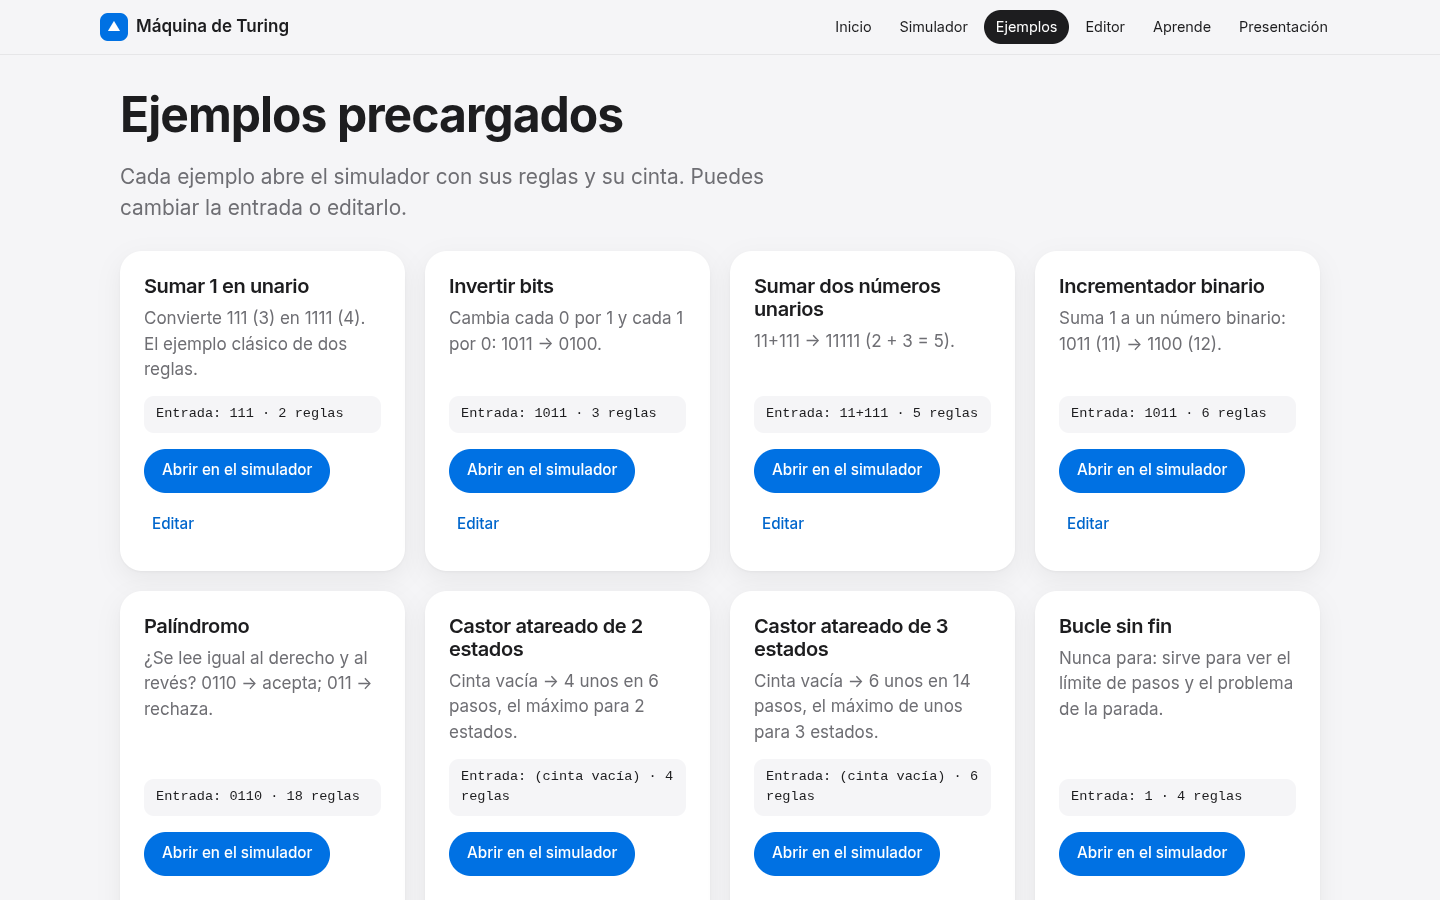 Máquina de Turing
Inicio
Simulador
Ejemplos
Editor
Aprende
Presentación
Ejemplos precargados
Cada ejemplo abre el simulador con sus reglas y su cinta. Puedes
cambiar la entrada o editarlo.
Sumar 1 en unario
Convierte 111 (3) en 1111 (4).
El ejemplo clásico de dos
reglas.
Entrada: 111 · 2 reglas
Abrir en el simulador
Editar
Invertir bits
Cambia cada 0 por 1 y cada 1
por 0: 1011 → 0100.
Entrada: 1011 · 3 reglas
Abrir en el simulador
Editar
Sumar dos números
unarios
11+111 → 11111 (2 + 3 = 5).
Entrada: 11+111 · 5 reglas
Abrir en el simulador
Editar
Incrementador binario
Suma 1 a un número binario:
1011 (11) → 1100 (12).
Entrada: 1011 · 6 reglas
Abrir en el simulador
Editar
Palíndromo
¿Se lee igual al derecho y al
revés? 0110 → acepta; 011 →
rechaza.
Entrada: 0110 · 18 reglas
Abrir en el simulador
Castor atareado de 2
estados
Cinta vacía → 4 unos en 6
pasos, el máximo para 2
estados.
Entrada: (cinta vacía) · 4
reglas
Abrir en el simulador
Castor atareado de 3
estados
Cinta vacía → 6 unos en 14
pasos, el máximo de unos
para 3 estados.
Entrada: (cinta vacía) · 6
reglas
Abrir en el simulador
Bucle sin fin
Nunca para: sirve para ver el
límite de pasos y el problema
de la parada.
Entrada: 1 · 4 reglas
Abrir en el simulador